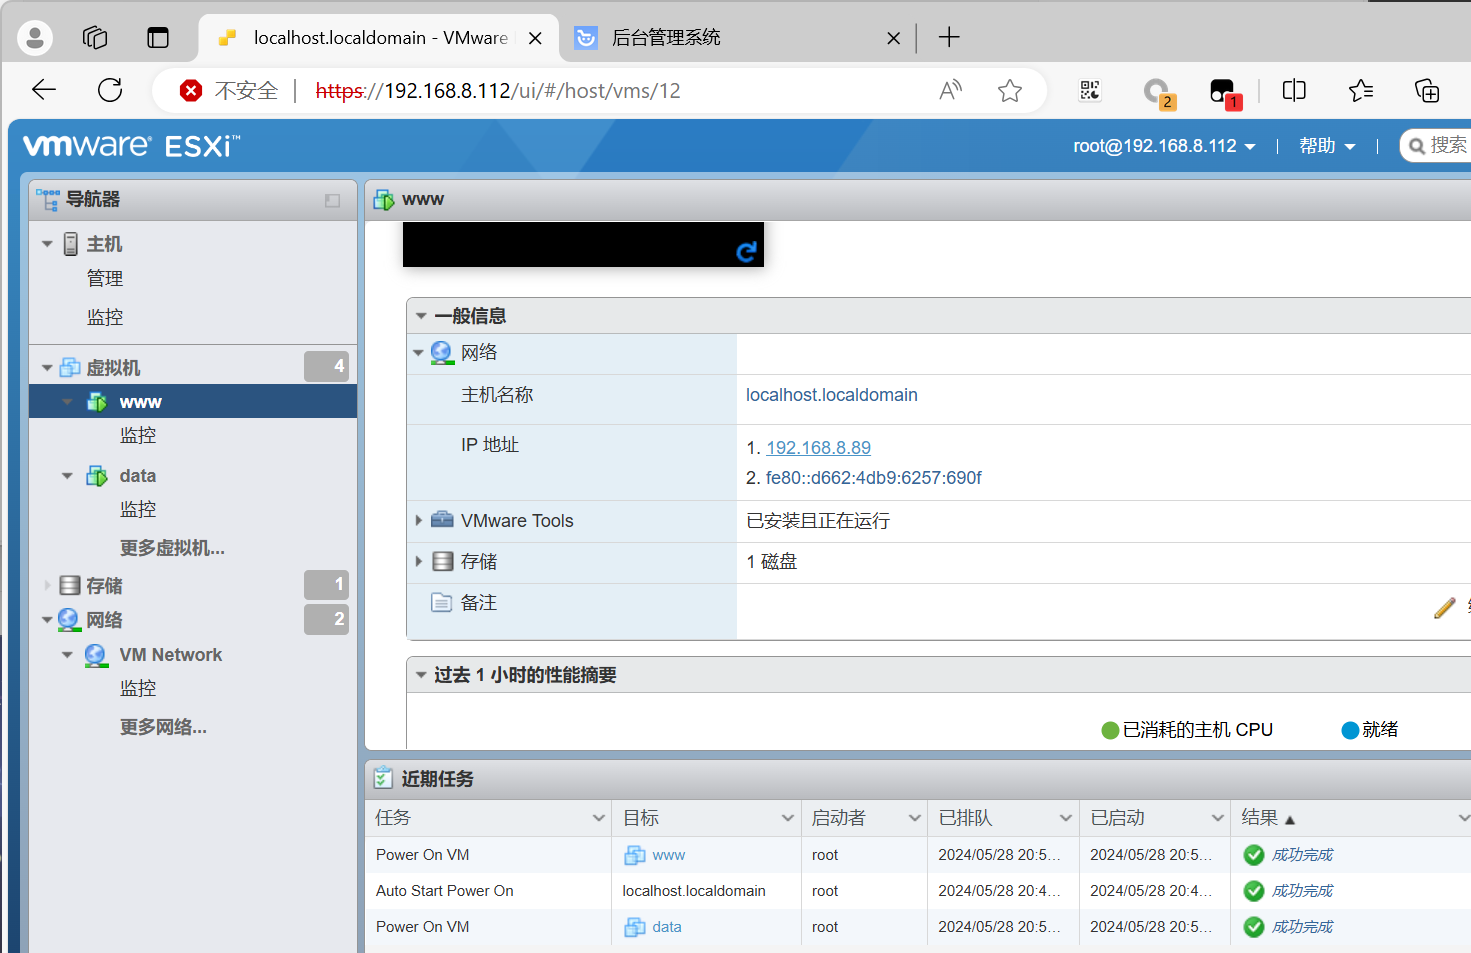 localhost.localdomain - VMware
后台管理系统
不安全
https://192.168.8.112/ui/#/host/vms/12
2
1
vmware® ESXi™
root@192.168.8.112
帮助
搜索
导航器
www
主机
管理
监控
虚拟机
4
www
监控
data
监控
更多虚拟机...
存储
1
网络
2
VM Network
监控
更多网络...
一般信息
网络
主机名称
localhost.localdomain
IP 地址
1. 192.168.8.89
2. fe80::d662:4db9:6257:690f
VMware Tools
已安装且正在运行
存储
1 磁盘
备注
过去 1 小时的性能摘要
已消耗的主机 CPU
就绪
近期任务
任务 目标 启动者 已排队 已启动 结果
Power On VM www root 2024/05/28 20:5... 2024/05/28 20:5... 成功完成
Auto Start Power On localhost.localdomain root 2024/05/28 20:4... 2024/05/28 20:4... 成功完成
Power On VM data root 2024/05/28 20:5... 2024/05/28 20:5... 成功完成